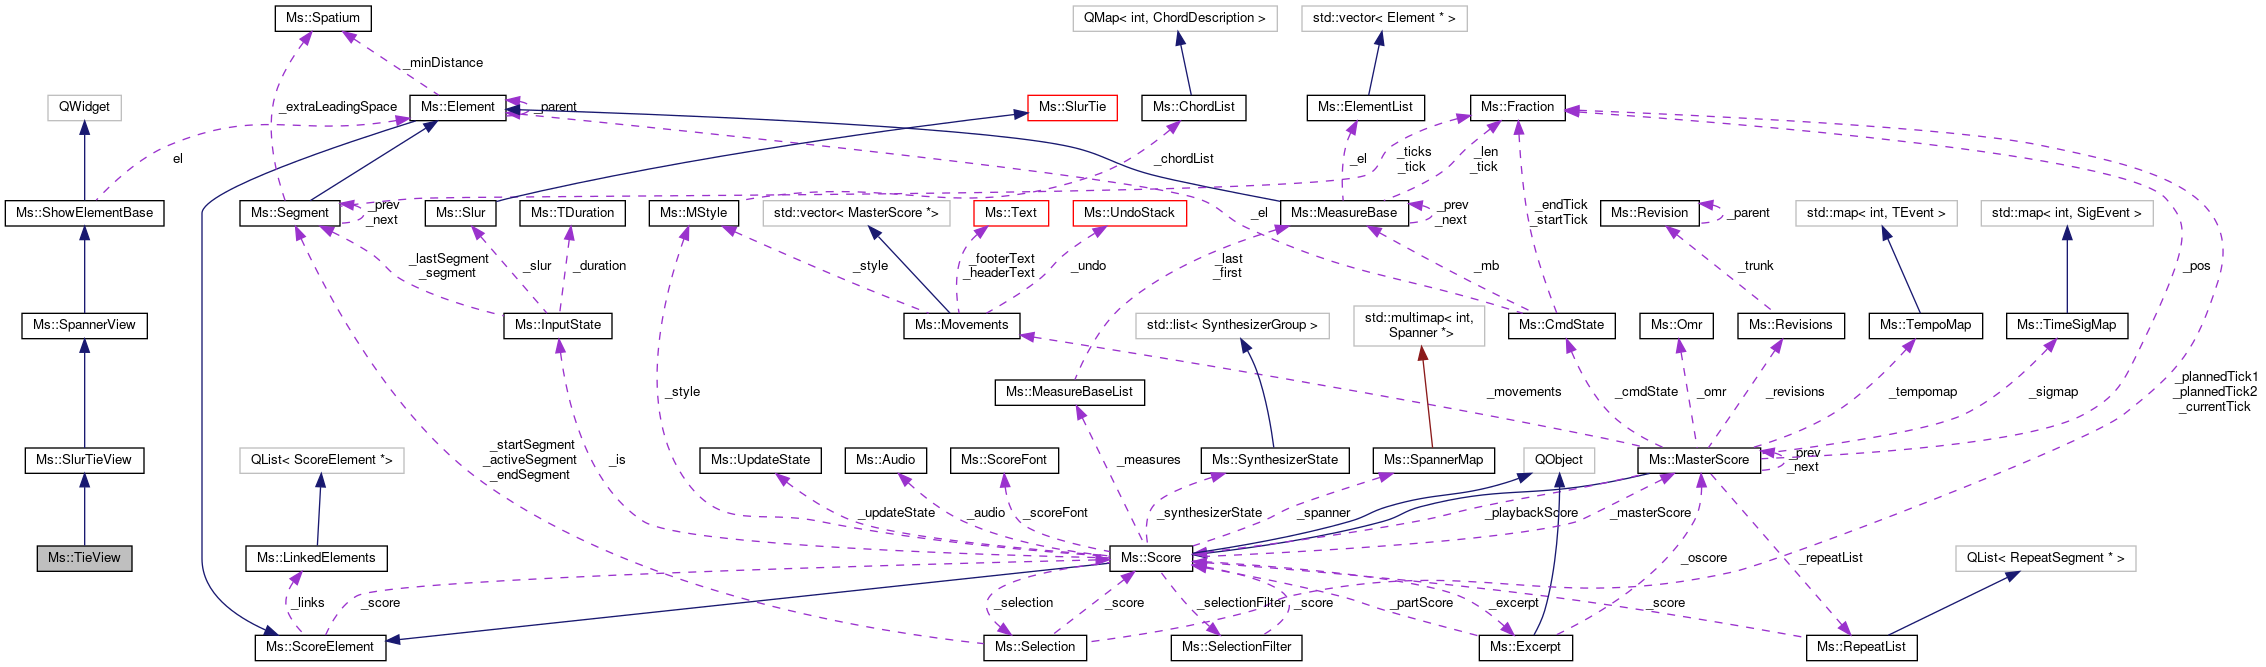 Ms::Spatium
QMap< int, ChordDescription >
std::vector< Element * >
_minDistance
QWidget
_extraLeadingSpace
Ms::Element
_parent
Ms::SlurTie
Ms::ChordList
Ms::ElementList
Ms::Fraction
el
_chordList
_ticks
_tick
_el
_len
_tick
Ms::ShowElementBase
Ms::Segment
_prev
_next
Ms::Slur
Ms::TDuration
Ms::MStyle
std::vector< MasterScore *>
Ms::Text
Ms::UndoStack
_el
Ms::MeasureBase
_prev
_next
_endTick
_startTick
Ms::Revision
_parent
std::map< int, TEvent >
std::map< int, SigEvent >
_lastSegment
_segment
_slur
_duration
_style
_footerText
_headerText
_undo
_last
_first
_mb
_trunk
_pos
Ms::SpannerView
Ms::InputState
Ms::Movements
std::list< SynthesizerGroup >
std::multimap< int,
Spanner *>
Ms::CmdState
Ms::Omr
Ms::Revisions
Ms::TempoMap
Ms::TimeSigMap
_style
Ms::MeasureBaseList
_movements
_cmdState
_omr
_revisions
_tempomap
_sigmap
_plannedTick1
_plannedTick2
_currentTick
Ms::SlurTieView
QList< ScoreElement *>
_startSegment
_activeSegment
_endSegment
_is
Ms::UpdateState
Ms::Audio
Ms::ScoreFont
_measures
Ms::SynthesizerState
Ms::SpannerMap
QObject
Ms::MasterScore
_prev
_next
_updateState
_audio
_scoreFont
_synthesizerState
_spanner
_playbackScore
_masterScore
Ms::TieView
Ms::LinkedElements
Ms::Score
_oscore
_repeatList
QList< RepeatSegment * >
_links
_score
_selection
_score
_selectionFilter
_score
_partScore
_excerpt
_score
Ms::ScoreElement
Ms::Selection
Ms::SelectionFilter
Ms::Excerpt
Ms::RepeatList